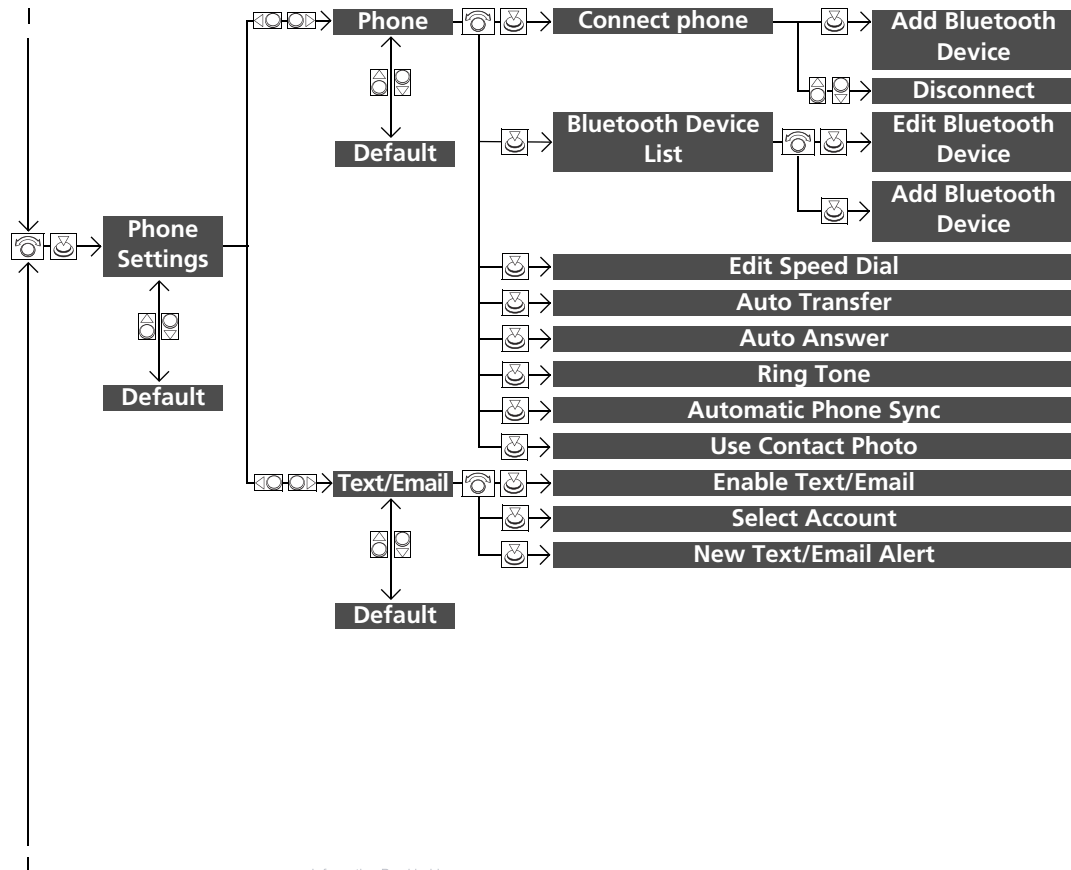 Phone
Connect phone
Add Bluetooth
Device
Disconnect
Default
Bluetooth Device
List
Edit Bluetooth
Device
Add Bluetooth
Device
Phone
Settings
Default
Edit Speed Dial
Auto Transfer
Auto Answer
Ring Tone
Automatic Phone Sync
Use Contact Photo
Text/Email
Enable Text/Email
Select Account
New Text/Email Alert
Default